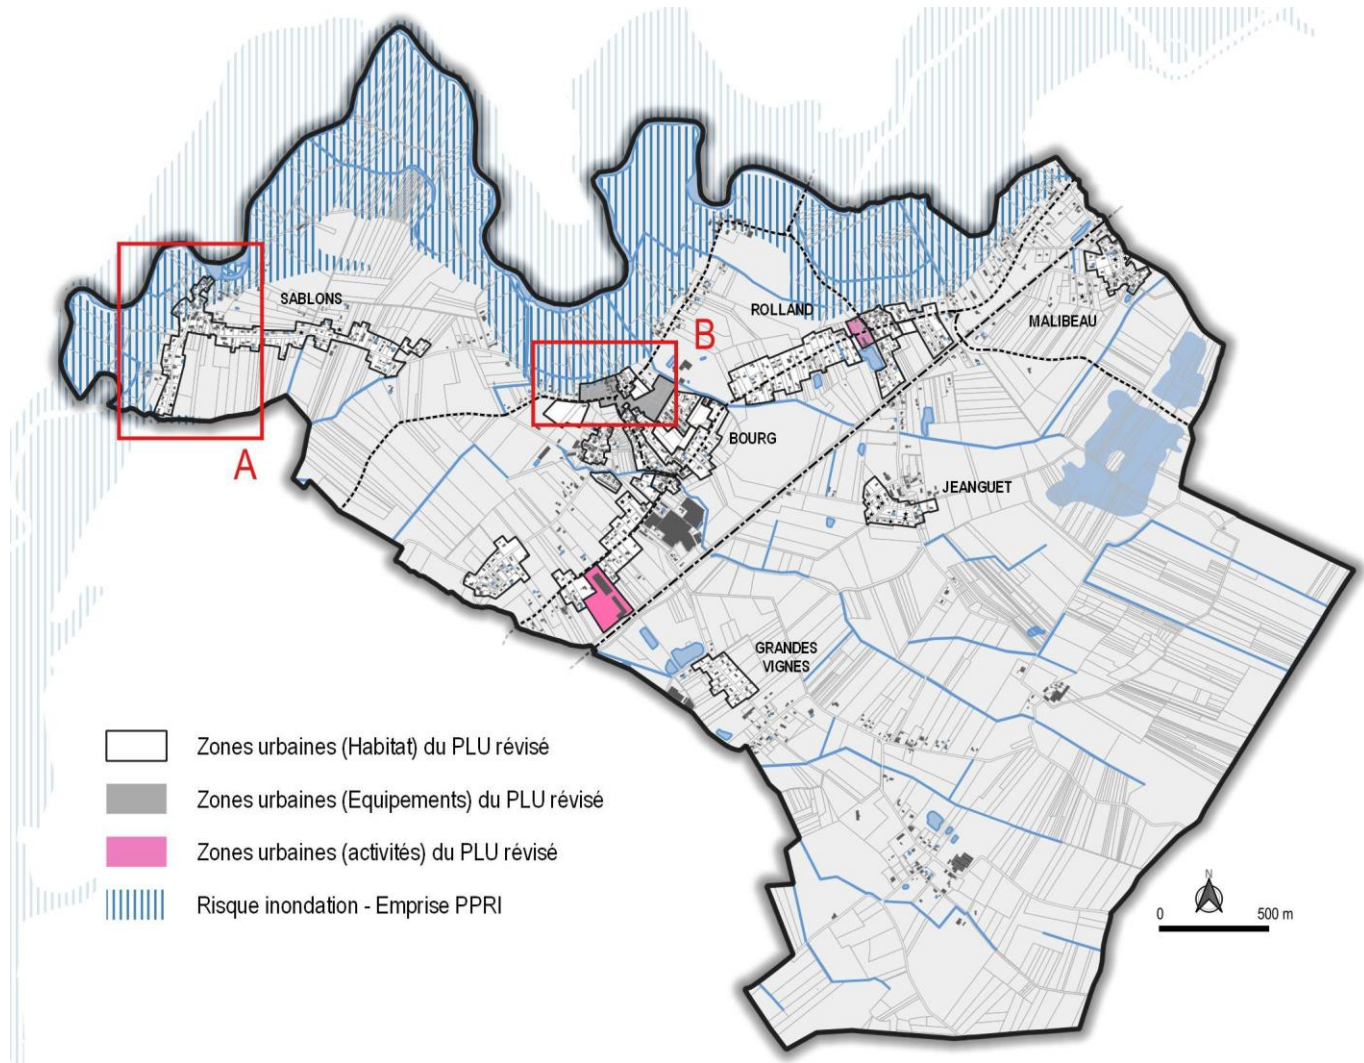 SABLONS
A
B
ROLLAND
MALIBEAU
BOURG
JEANGUET
GRANDES
VIGNES
Zones urbaines (Habitat) du PLU révisé
Zones urbaines (Equipements) du PLU révisé
Zones urbaines (activités) du PLU révisé
Risque inondation - Emprise PPRI
N
0 500 m